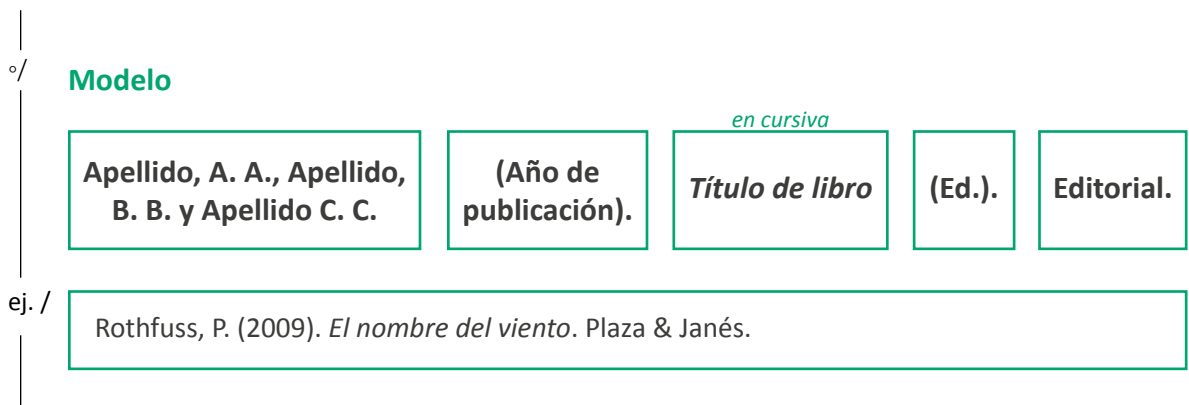 °/
Modelo
en cursiva
Apellido, A. A., Apellido,
B. B. y Apellido C. C.
(Año de
publicación).
Título de libro
(Ed.).
Editorial.
ej. /
Rothfuss, P. (2009). El nombre del viento. Plaza & Janés.